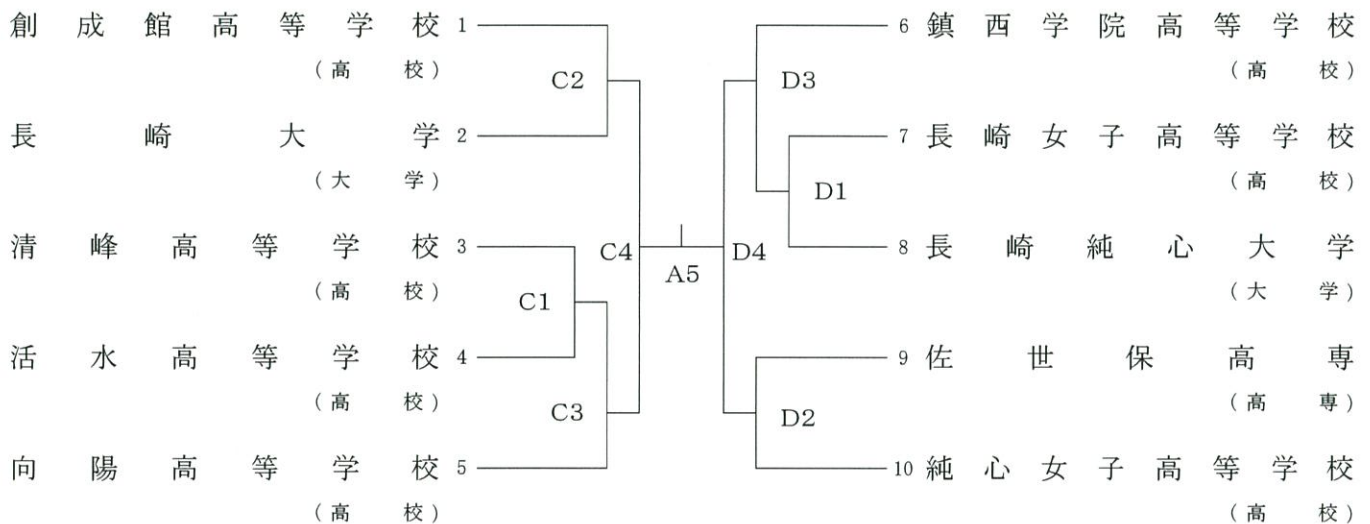 創成館高等学校 1
(高校)
C2
長崎大学 2
(大学)
清峰高等学校 3
(高校)
C1
活水高等学校 4
(高校)
C3
向陽高等学校 5
(高校)
C4
A5
D4
6 鎮西学院高等学校
(高校)
D3
7 長崎女子高等学校
(高校)
D1
8 長崎純心大学
(大学)
9 佐世保高専
(高専)
D2
10 純心女子高等学校
(高校)